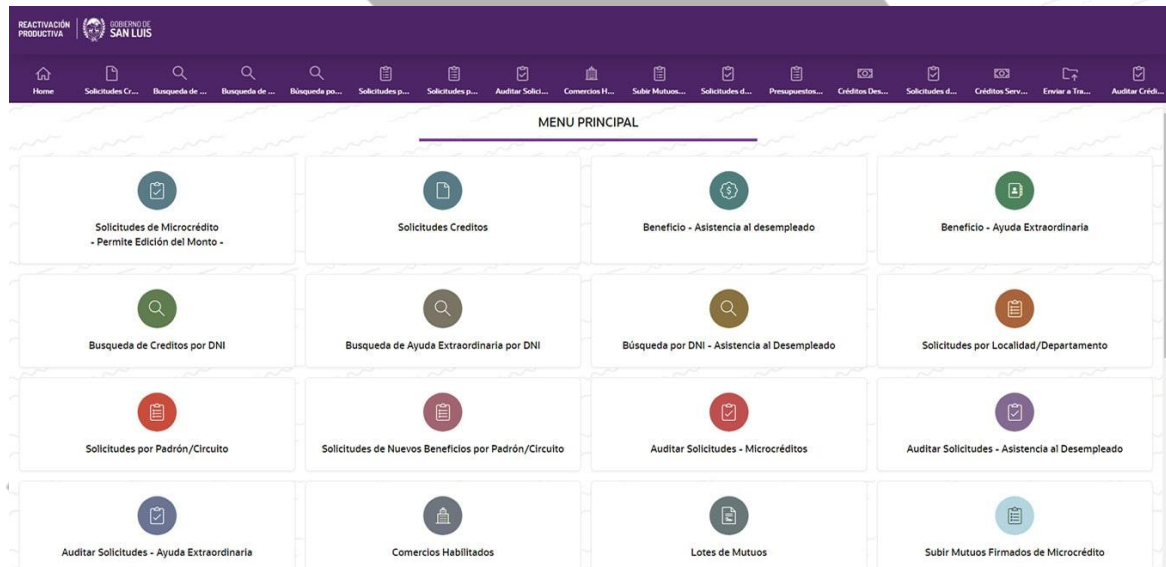 REACTIVACIÓN
PRODUCTIVA
GOBIERNO DE
SAN LUIS
Home
Solicitudes Cr...
Busqueda de ...
Busqueda de ...
Búsqueda po...
Solicitudes p...
Solicitudes p...
Auditar Solici...
Comercios H...
Subir Mutuos...
Solicitudes d...
Presupuestos...
Créditos Des...
Solicitudes d...
Créditos Serv...
Enviar a Tra...
Auditar Crédi...
MENU PRINCIPAL
Solicitudes de Microcrédito
- Permite Edición del Monto -
Solicitudes Creditos
Beneficio - Asistencia al desempleado
Beneficio - Ayuda Extraordinaria
Busqueda de Creditos por DNI
Busqueda de Ayuda Extraordinaria por DNI
Búsqueda por DNI - Asistencia al Desempleado
Solicitudes por Localidad/Departamento
Solicitudes por Padrón/Circuito
Solicitudes de Nuevos Beneficios por Padrón/Circuito
Auditar Solicitudes - Microcréditos
Auditar Solicitudes - Asistencia al Desempleado
Auditar Solicitudes - Ayuda Extraordinaria
Comercios Habilitados
Lotes de Mutuos
Subir Mutuos Firmados de Microcrédito